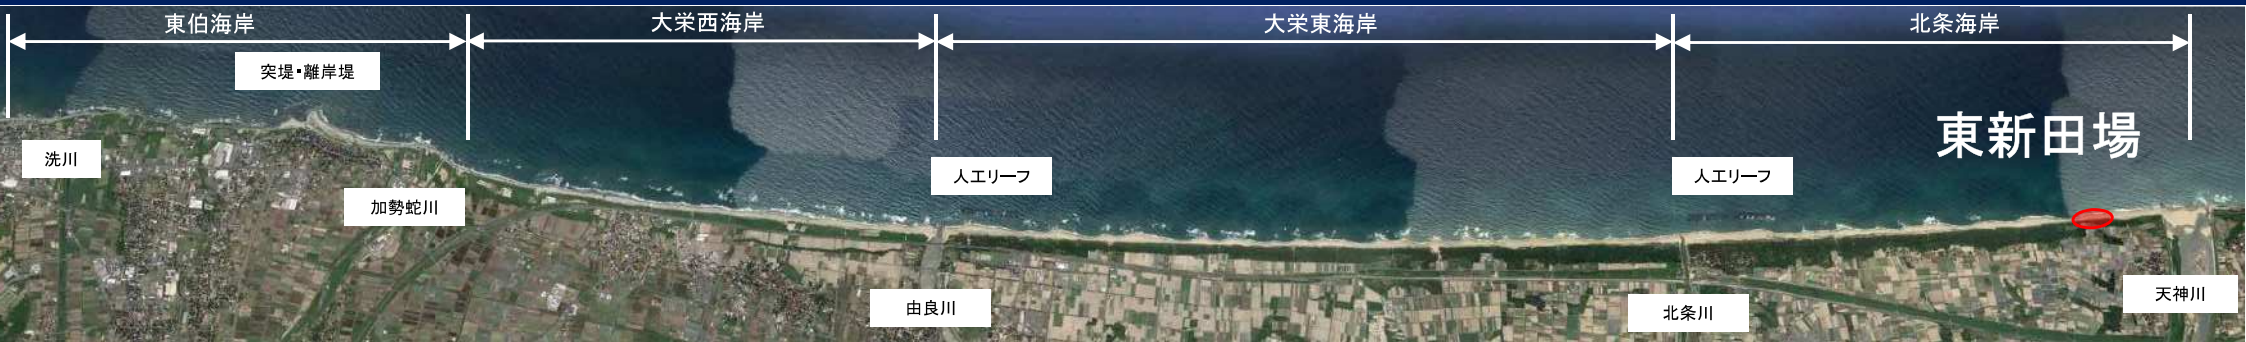 東伯海岸
大栄西海岸
大栄東海岸
北条海岸
突堤・離岸堤
東新田場
洗川
人工リーフ
人工リーフ
加勢蛇川
由良川
北条川
天神川